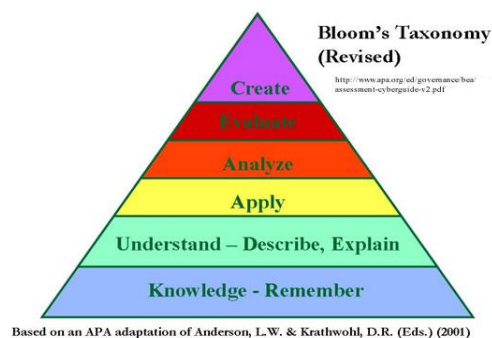 Bloom's Taxonomy
(Revised)
http://www.apa.org/ed/governance/bea/
assessment-cyberguide-v2.pdf
Create
Evaluate
Analyze
Apply
Understand – Describe, Explain
Knowledge - Remember
Based on an APA adaptation of Anderson, L.W. & Krathwohl, D.R. (Eds.) (2001)